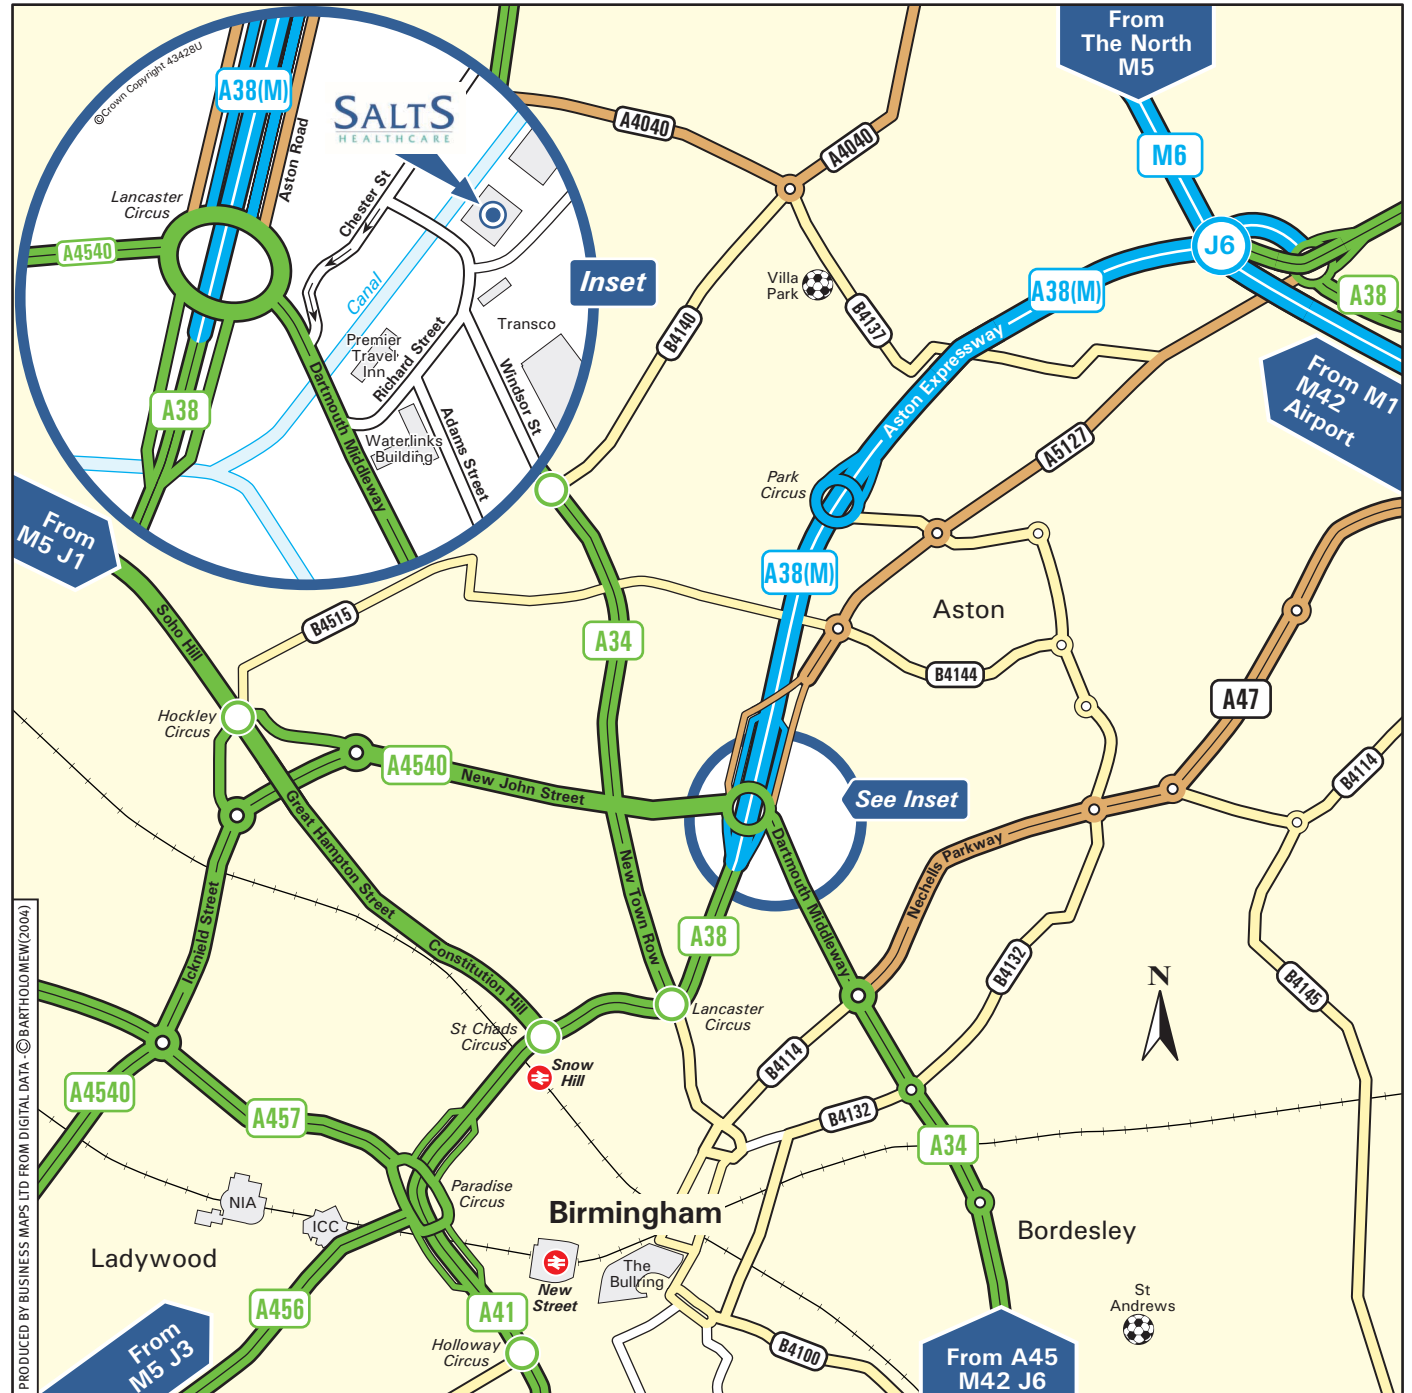 From
The North
M5
©Crown Copyright 43428U
A38(M)
SALTS
HEALTHCARE
Aston Road
Lancaster
Circus
Chester St
A4540
Canal
Inset
Transco
Premier
Travel
Inn
Richard Street
Windsor St
Dartmouth Middleway
A38
Adams Street
Waterlinks
Building
A4040
A4040
M6
J6
A38
A38(M)
Villa
Park
B4140
B4137
Aston Expressway
From M1
M42
Airport
A5127
Park
Circus
From
M5 J1
A38(M)
Aston
Soho Hill
B4515
A34
B4144
A47
Hockley
Circus
A4540
New John Street
See Inset
B4114
Great Hampton Street
New Town Row
Dartmouth Middleway
Nechells Parkway
Icknield Street
Constitution Hill
A38
B4132
B4145
N
Lancaster
Circus
St Chads
Circus
Snow
Hill
B4114
A4540
A457
B4132
A34
Paradise
Circus
NIA
ICC
Birmingham
Bordesley
Ladywood
The
Bullring
New
Street
St
Andrews
A456
A41
Holloway
Circus
B4100
From
M5 J3
From A45
M42 J6
PRODUCED BY BUSINESS MAPS LTD FROM DIGITAL DATA - © BARTHOLOMEW(2004)